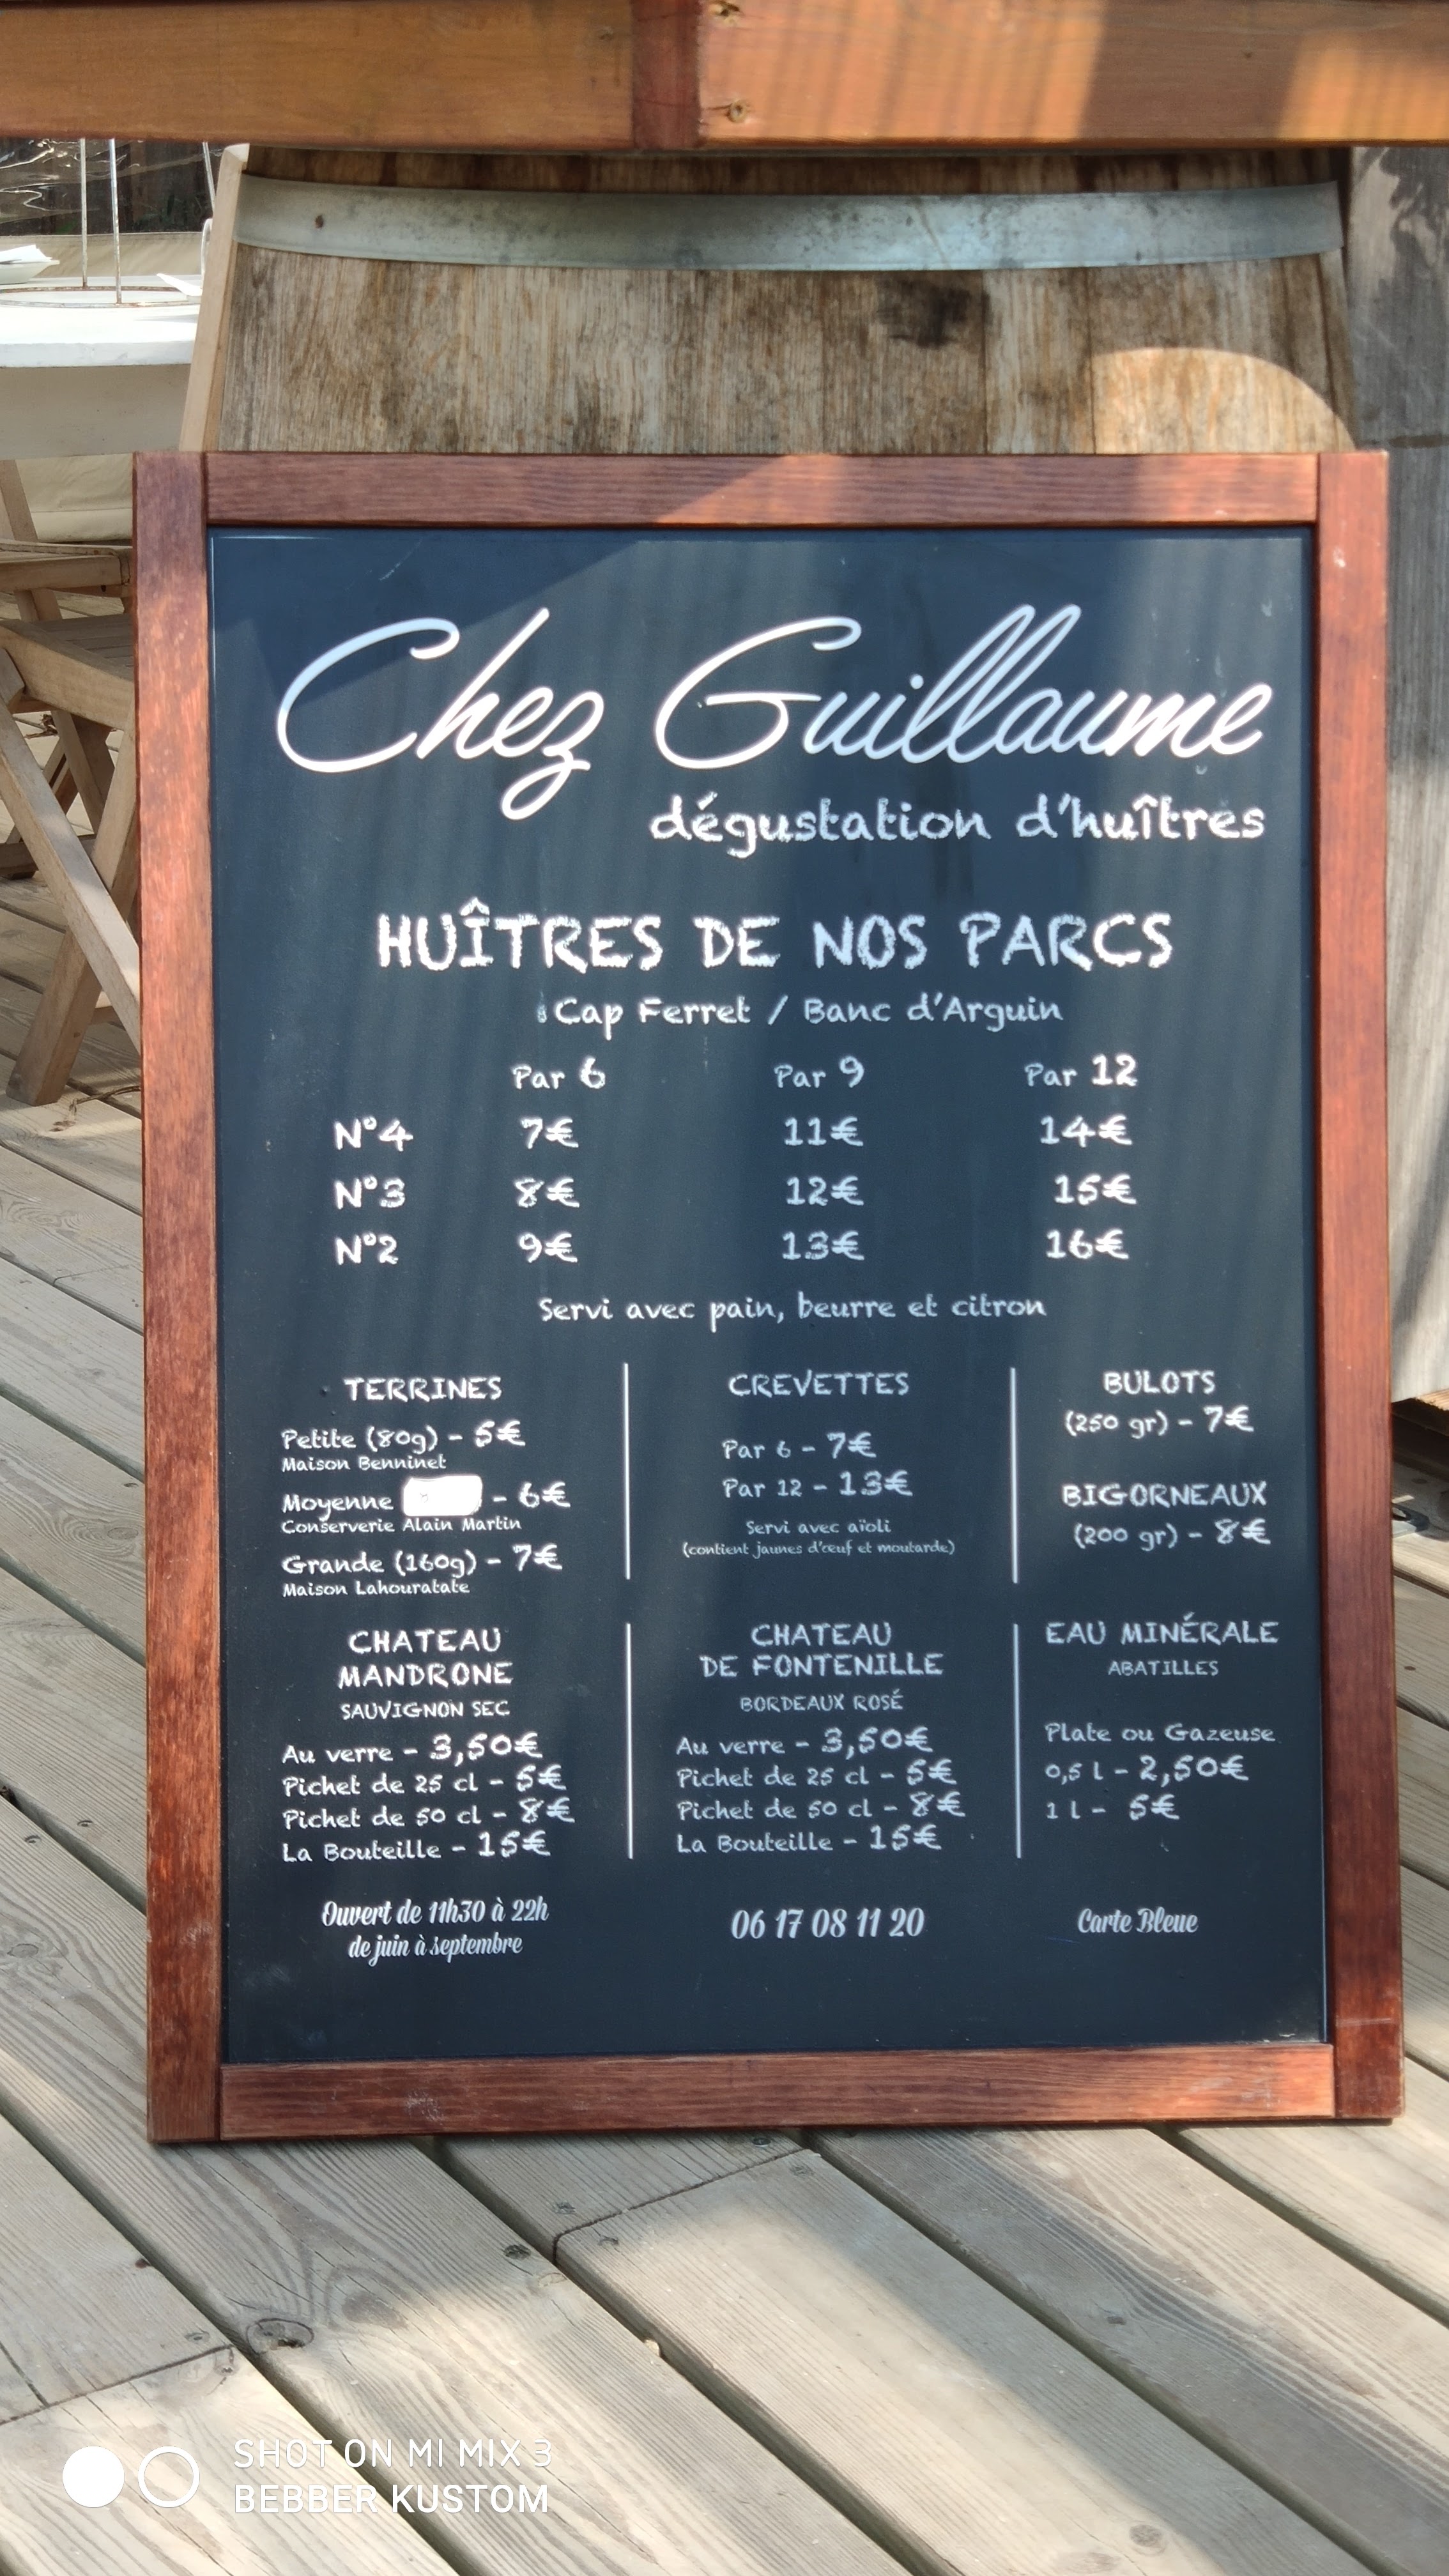 Chez Guillaume
dégustation d'huîtres
HUÎTRES DE NOS PARCS
Cap Ferret / Banc d'Arguin
Par 6 Par 9 Par 12
N°4 7€ 11€ 14€
N°3 8€ 12€ 15€
N°2 9€ 13€ 16€
Servi avec pain, beurre et citron
TERRINES
Petite (80g) - 5€
Maison Benninet
Moyenne - 6€
Conserverie Alain Martin
Grande (160g) - 7€
Maison Lahouratate
CREVETTES
Par 6 - 7€
Par 12 - 13€
Servi avec aïoli
(contient jaunes d'œuf et moutarde)
BULOTS
(250 gr) - 7€
BIGORNEAUX
(200 gr) - 8€
CHATEAU
MANDRONE
SAUVIGNON SEC
Au verre - 3,50€
Pichet de 25 cl - 5€
Pichet de 50 cl - 8€
La Bouteille - 15€
CHATEAU
DE FONTENILLE
BORDEAUX ROSÉ
Au verre - 3,50€
Pichet de 25 cl - 5€
Pichet de 50 cl - 8€
La Bouteille - 15€
EAU MINÉRALE
ABATILLES
Plate ou Gazeuse
0,5 l - 2,50€
1 l - 5€
Ouvert de 11h30 à 22h
de juin à septembre
06 17 08 11 20
Carte Bleue
SHOT ON MI MIX 3
BEBBER KUSTOM